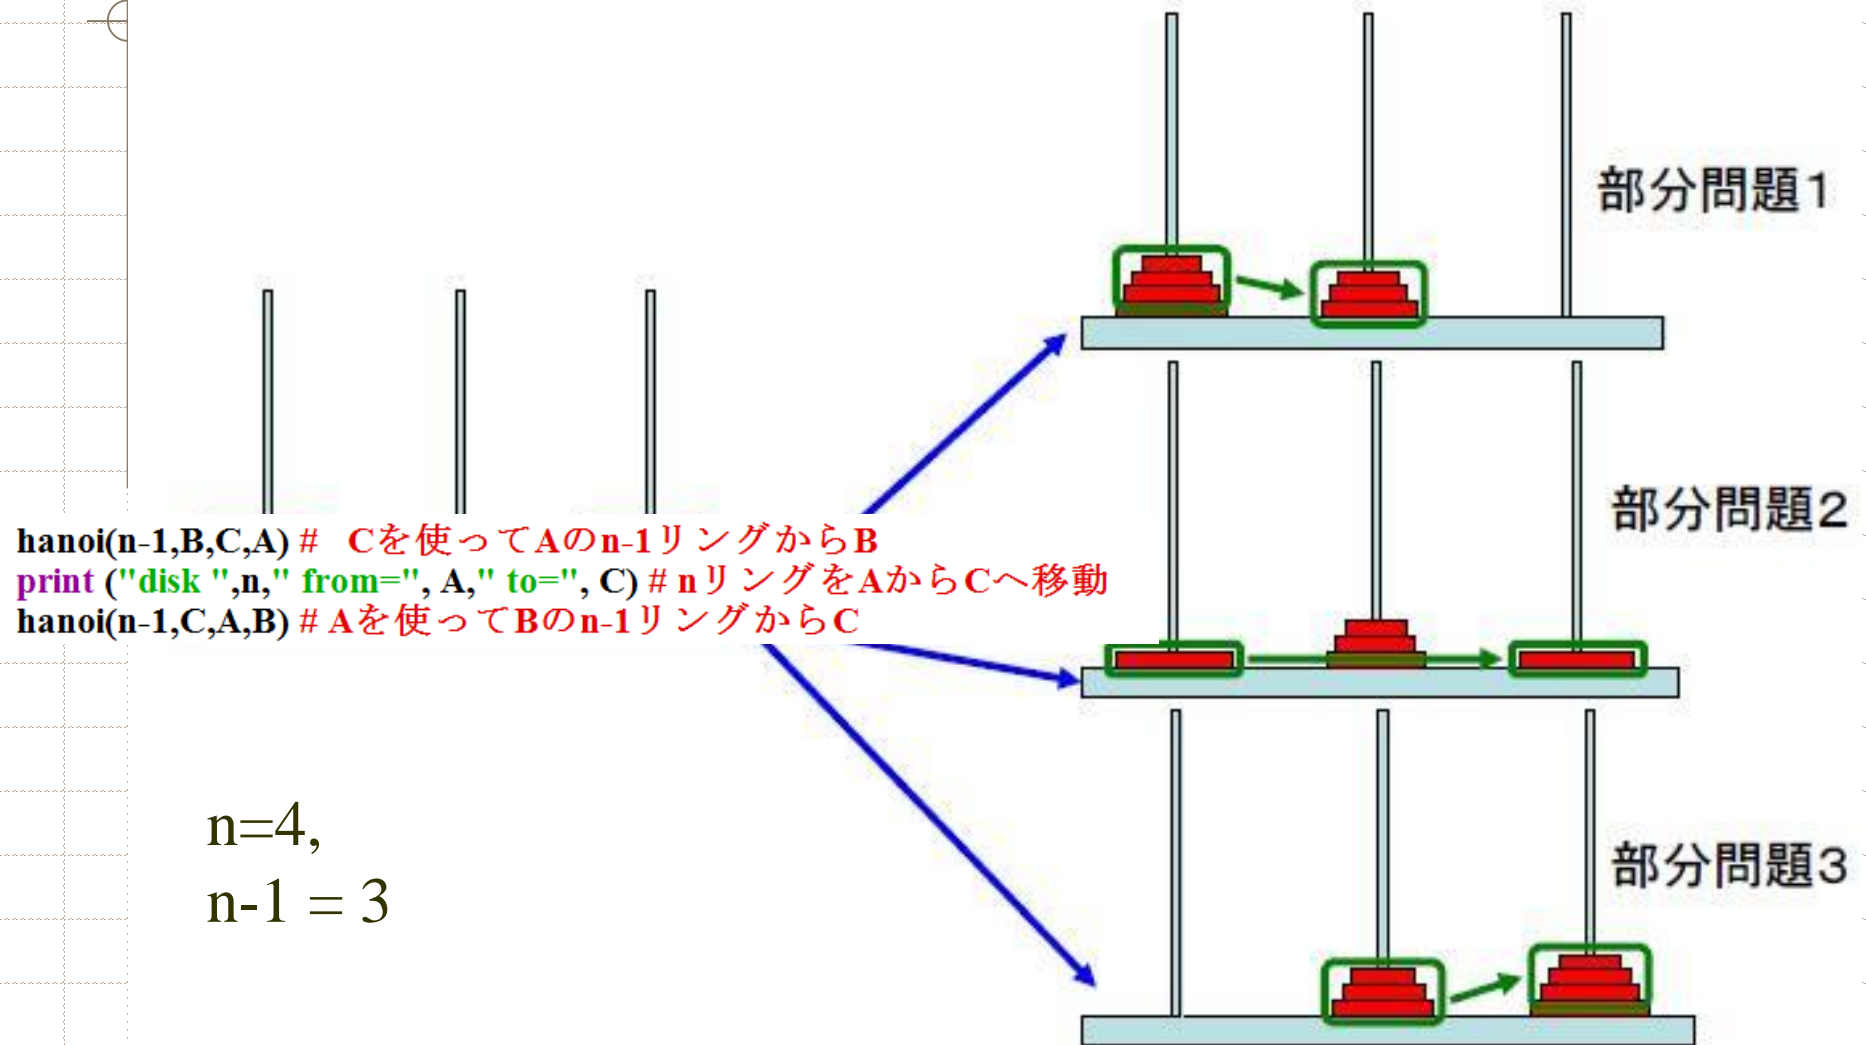 部分問題1
部分問題2
hanoi(n-1,B,C,A) # Cを使ってAのn-1リングからB
print ("disk ",n," from=", A," to=", C) # nリングをAからCへ移動
hanoi(n-1,C,A,B) # Aを使ってBのn-1リングからC
n=4,
n-1 = 3
部分問題3